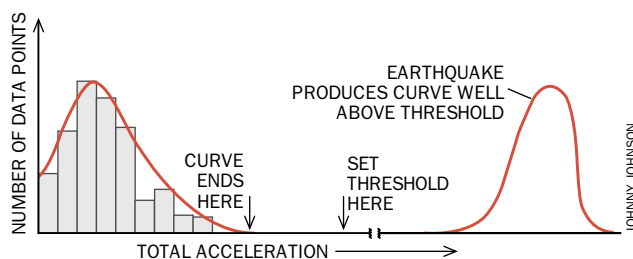 NUMBER OF DATA POINTS
CURVE
ENDS
HERE
SET
THRESHOLD
HERE
EARTHQUAKE
PRODUCES CURVE WELL
ABOVE THRESHOLD
TOTAL ACCELERATION
JOHNNY JOHNSON